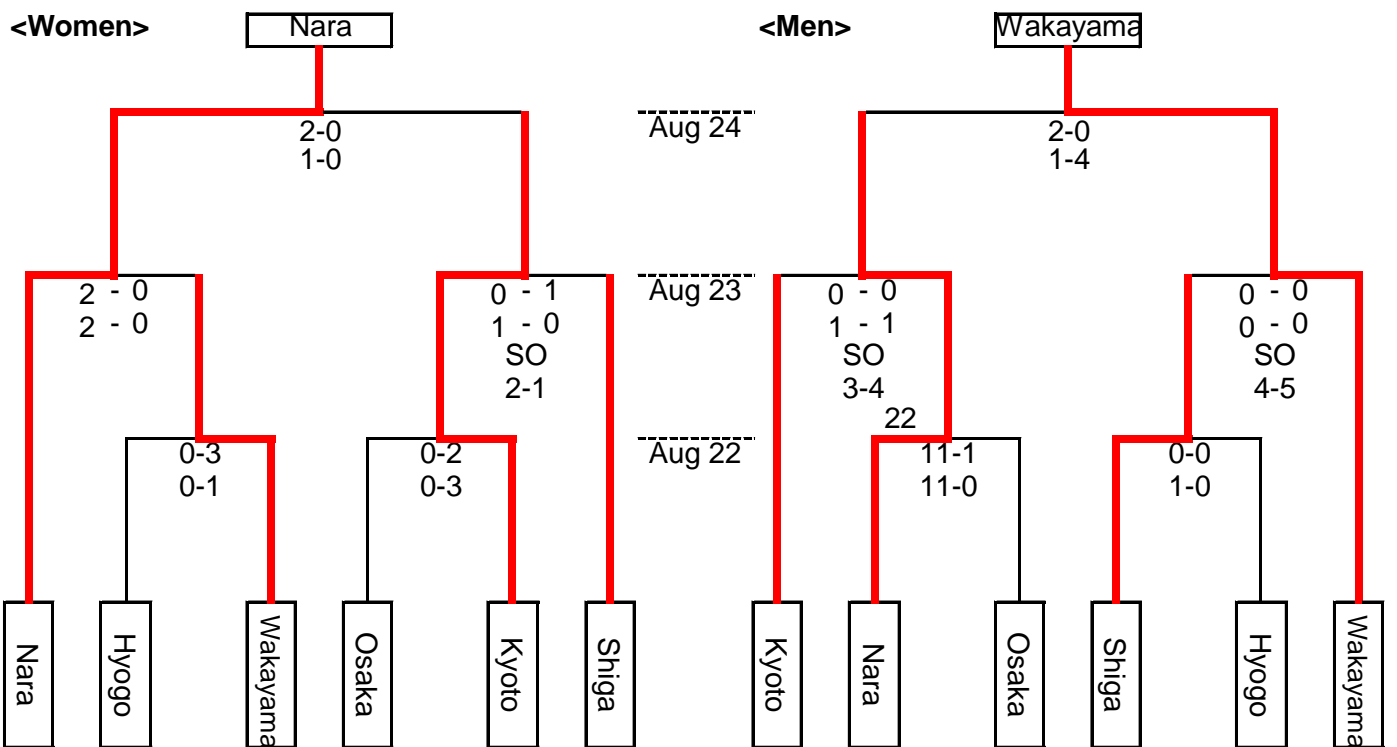 <Women>
Nara
<Men>
Wakayama
2-0
1-0
Aug 24
2-0
1-4
2 - 0
2 - 0
0 - 1
1 - 0
SO
2-1
Aug 23
0 - 0
1 - 1
SO
3-4
0 - 0
0 - 0
SO
4-5
22
0-3
0-1
0-2
0-3
Aug 22
11-1
11-0
0-0
1-0
Nara
Hyogo
Wakayama
Osaka
Kyoto
Shiga
Kyoto
Nara
Osaka
Shiga
Hyogo
Wakayama